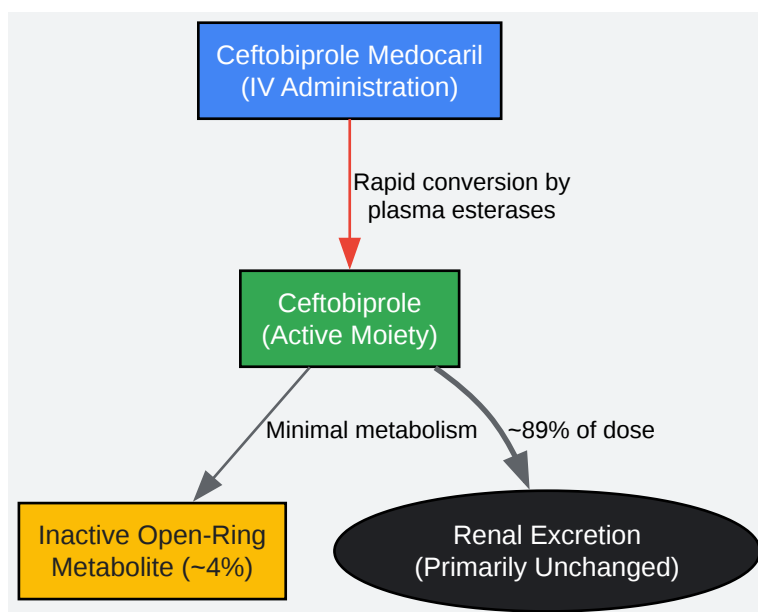 Ceftobiprole Medocaril
(IV Administration)
Rapid conversion by
plasma esterases
Ceftobiprole
(Active Moiety)
Minimal metabolism
~89% of dose
Inactive Open-Ring
Metabolite (~4%)
Renal Excretion
(Primarily Unchanged)